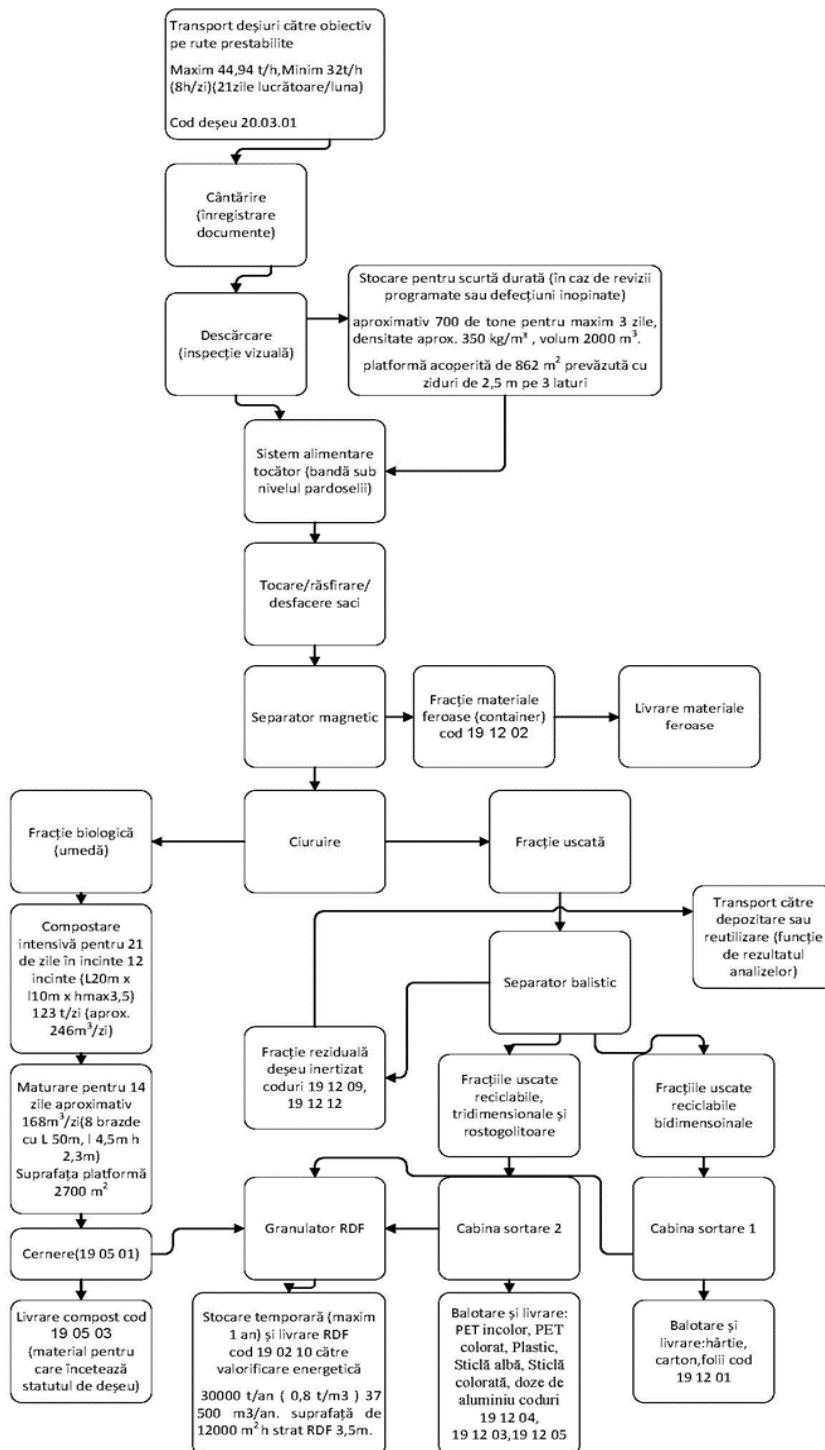 Transport deșiuri către obiectiv
pe rute prestabilite
Maxim 44,94 t/h,Minim 32t/h
(8h/zi)(21zile lucrătoare/luna)
Cod deșeu 20.03.01
Cântărire
(înregistrare
documente)
Descărcare
(inspecție vizuală)
Stocare pentru scurtă durată (în caz de revizii
programate sau defecțiuni inopinate)
aproximativ 700 de tone pentru maxim 3 zile,
densitate aprox. 350 kg/m³ , volum 2000 m³.
platformă acoperită de 862 m² prevăzută cu
ziduri de 2,5 m pe 3 laturi
Sistem alimentare
tocător (bandă sub
nivelul pardoselii)
Tocare/răsfirare/
desfacere saci
Separator magnetic
Fracție materiale
feroase (container)
cod 19 12 02
Livrare materiale
feroase
Fracție biologică
(umedă)
Ciuruire
Fracție uscată
Compostare
intensivă pentru 21
de zile în incinte 12
incinte (L20m x
l10m x hmax3,5)
123 t/zi (aprox.
246m³/zi)
Transport către
depozitare sau
reutilizare (funcție
de rezultatul
analizelor)
Separator balistic
Fracție reziduală
deșeu inertizat
coduri 19 12 09,
19 12 12
Fracțiile uscate
reciclabile,
tridimensionale și
rostogolitoare
Fracțiile uscate
reciclabile
bidimensoinale
Maturare pentru 14
zile aproximativ
168m³/zi(8 brazde
cu L 50m, l 4,5m h
2,3m)
Suprafața platformă
2700 m²
Granulator RDF
Cabina sortare 2
Cabina sortare 1
Cernere(19 05 01)
Livrare compost cod
19 05 03
(material pentru
care încetează
statutul de deșeu)
Stocare temporară (maxim
1 an) și livrare RDF
cod 19 02 10 către
valorificare energetică
30000 t/an ( 0,8 t/m3 ) 37
500 m3/an. suprafață de
12000 m² h strat RDF 3,5m.
Balotare și livrare:
PET incolor, PET
colorat, Plastic,
Sticlă albă, Sticlă
colorată, doze de
aluminiu coduri
19 12 04,
19 12 03,19 12 05
Balotare și
livrare:hârtie,
carton,folii cod
19 12 01